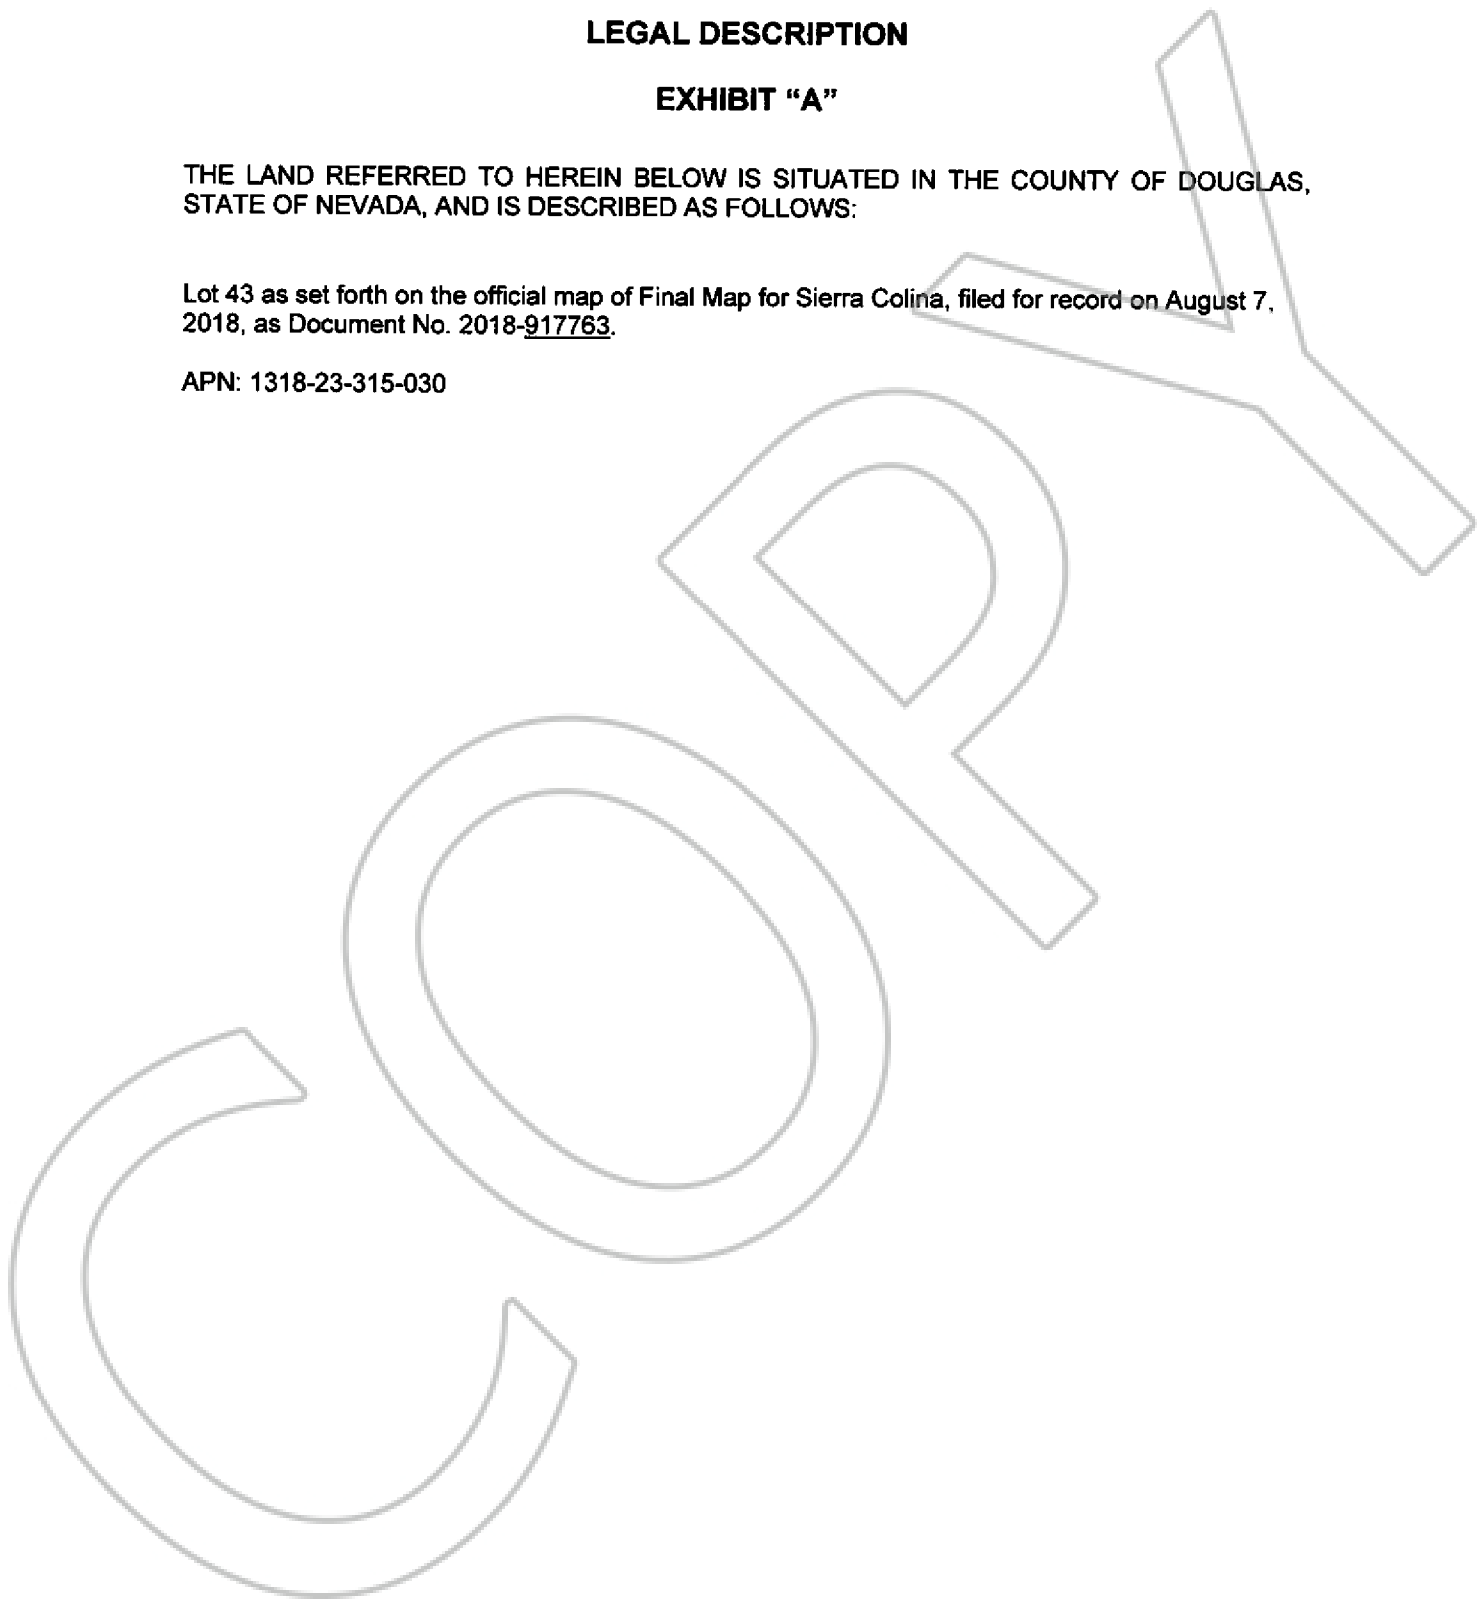 LEGAL DESCRIPTION
EXHIBIT “A”
THE LAND REFERRED TO HEREIN BELOW IS SITUATED IN THE COUNTY OF DOUGLAS,
STATE OF NEVADA, AND IS DESCRIBED AS FOLLOWS:
Lot 43 as set forth on the official map of Final Map for Sierra Colina, filed for record on August 7,
2018, as Document No. 2018-917763.
APN: 1318-23-315-030
COPY